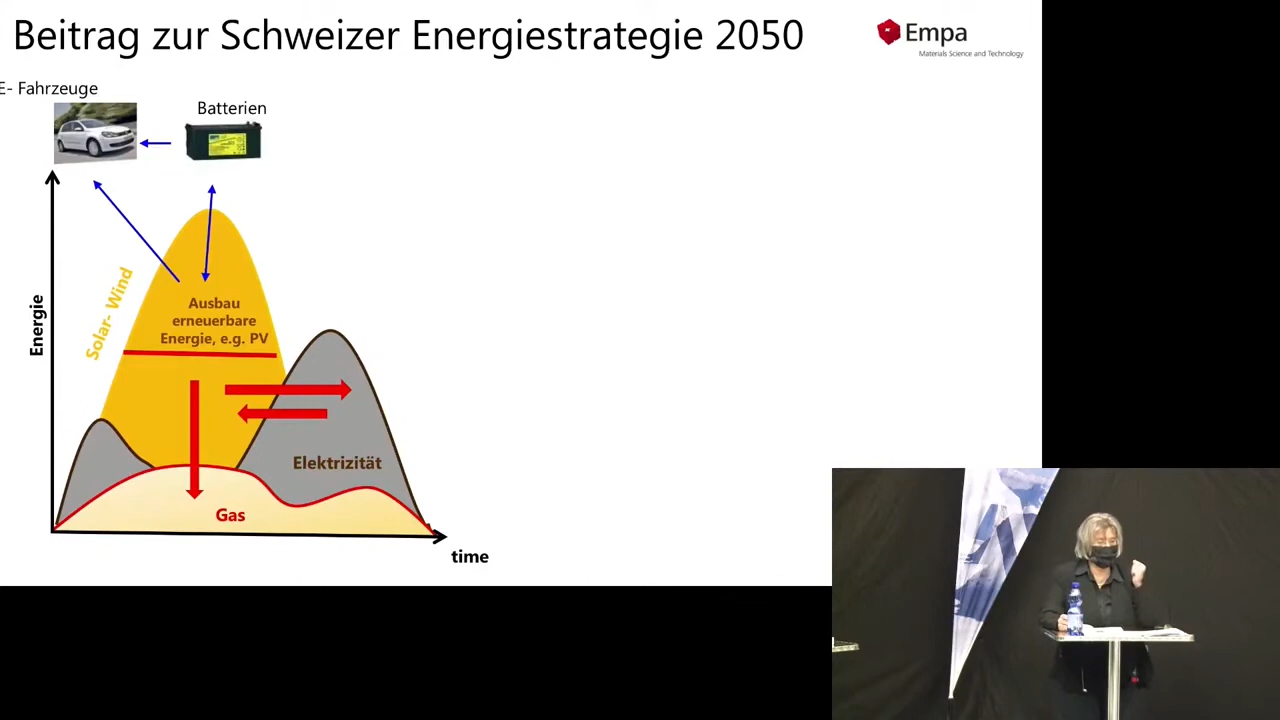 Beitrag zur Schweizer Energiestrategie 2050
Empa
Materials Science and Technology
E- Fahrzeuge
Batterien
Solar- Wind
Ausbau
erneuerbare
Energie, e.g. PV
Energie
Elektrizität
Gas
time